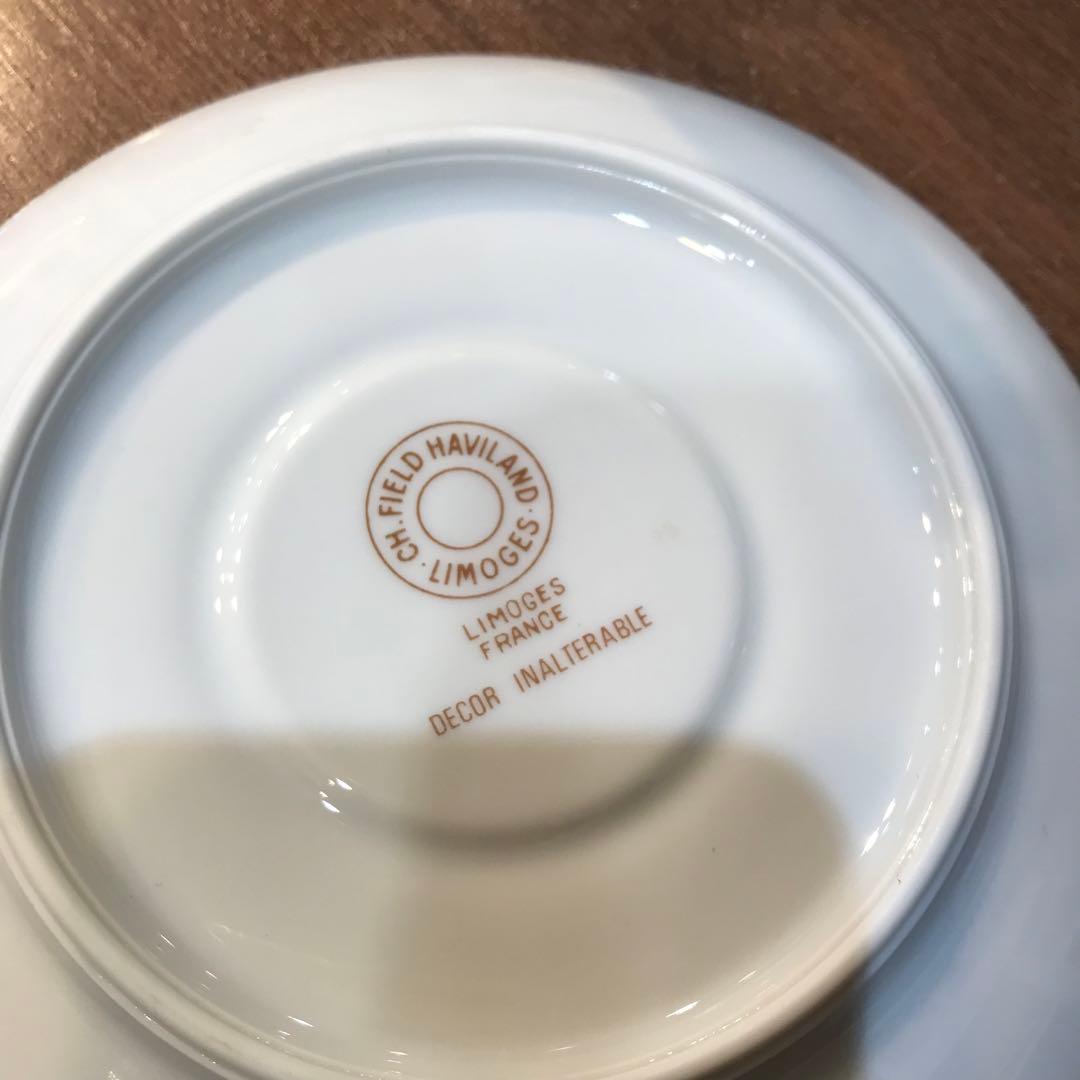 CH. FIELD HAVILAND
· LIMOGES ·
LIMOGES
FRANCE
DECOR INALTERABLE